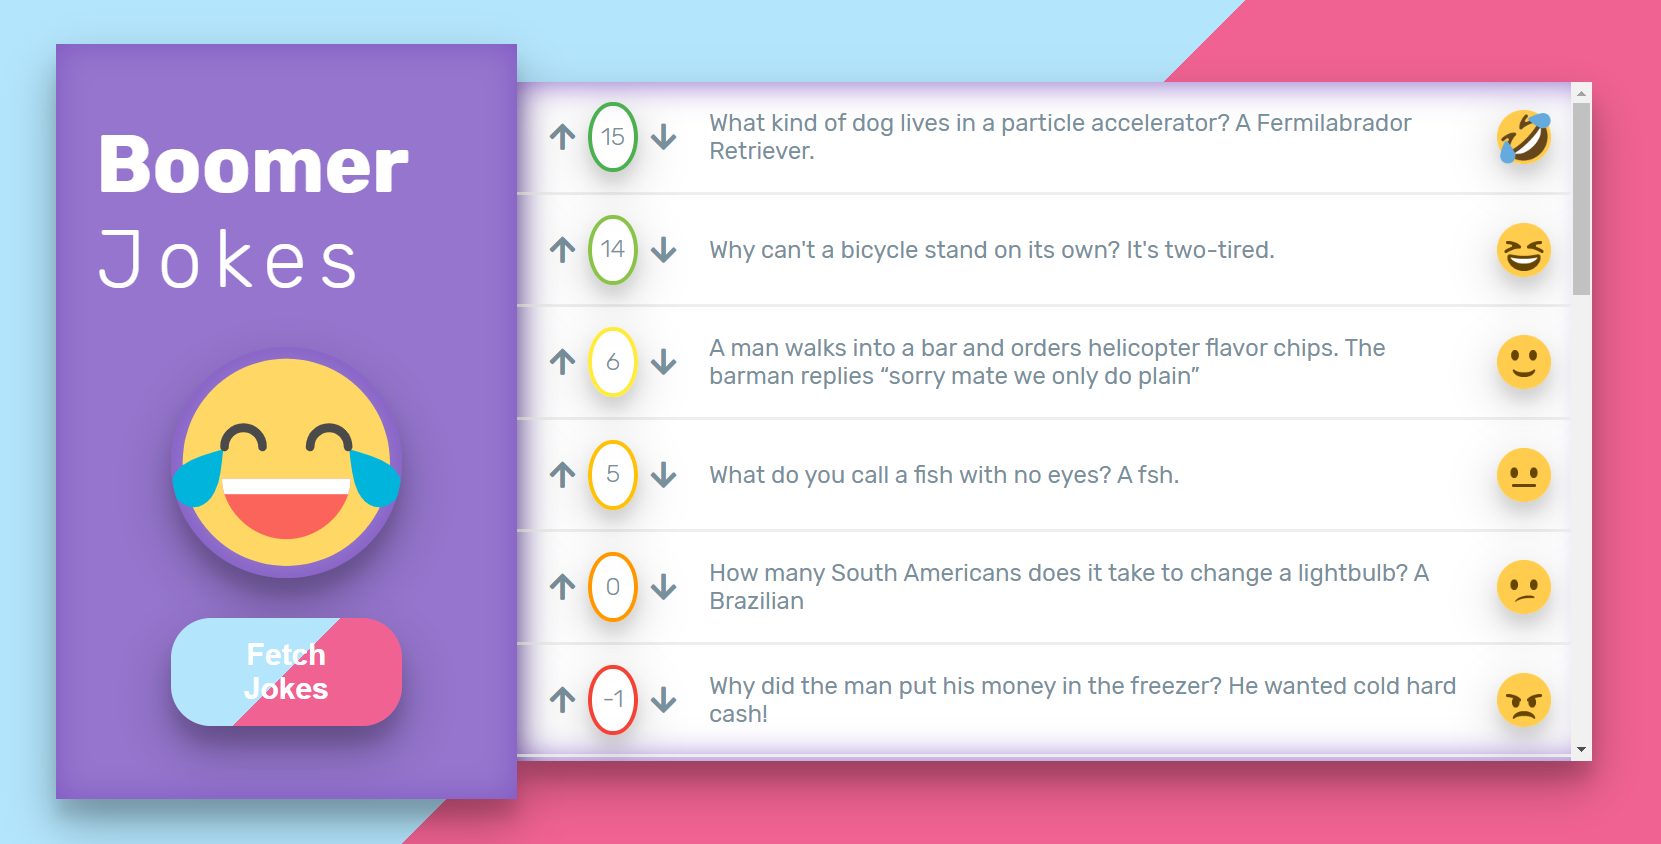 Boomer
Jokes
Fetch
Jokes
15
What kind of dog lives in a particle accelerator? A Fermilabrador
Retriever.
14
Why can't a bicycle stand on its own? It's two-tired.
6
A man walks into a bar and orders helicopter flavor chips. The
barman replies “sorry mate we only do plain”
5
What do you call a fish with no eyes? A fsh.
0
How many South Americans does it take to change a lightbulb? A
Brazilian
-1
Why did the man put his money in the freezer? He wanted cold hard
cash!